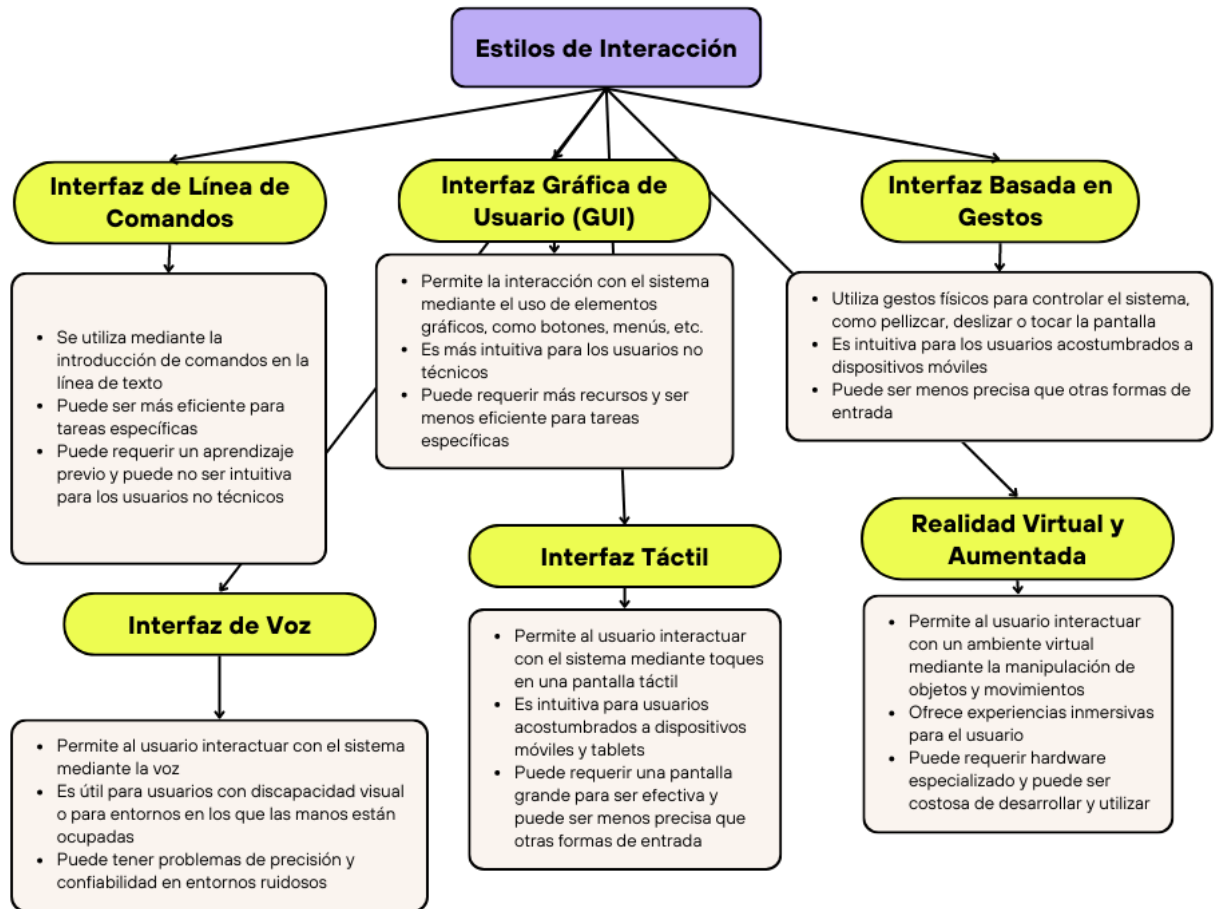 Estilos de Interacción
Interfaz de Línea de
Comandos
• Se utiliza mediante la
introducción de comandos en la
línea de texto
• Puede ser más eficiente para
tareas específicas
• Puede requerir un aprendizaje
previo y puede no ser intuitiva
para los usuarios no técnicos
Interfaz Gráfica de
Usuario (GUI)
• Permite la interacción con el sistema
mediante el uso de elementos
gráficos, como botones, menús, etc.
• Es más intuitiva para los usuarios no
técnicos
• Puede requerir más recursos y ser
menos eficiente para tareas
específicas
Interfaz Basada en
Gestos
• Utiliza gestos físicos para controlar el sistema,
como pellizcar, deslizar o tocar la pantalla
• Es intuitiva para los usuarios acostumbrados a
dispositivos móviles
• Puede ser menos precisa que otras formas de
entrada
Interfaz de Voz
• Permite al usuario interactuar con el sistema
mediante la voz
• Es útil para usuarios con discapacidad visual
o para entornos en los que las manos están
ocupadas
• Puede tener problemas de precisión y
confiabilidad en entornos ruidosos
Interfaz Táctil
• Permite al usuario interactuar
con el sistema mediante toques
en una pantalla táctil
• Es intuitiva para usuarios
acostumbrados a dispositivos
móviles y tablets
• Puede requerir una pantalla
grande para ser efectiva y
puede ser menos precisa que
otras formas de entrada
Realidad Virtual y
Aumentada
• Permite al usuario interactuar
con un ambiente virtual
mediante la manipulación de
objetos y movimientos
• Ofrece experiencias inmersivas
para el usuario
• Puede requerir hardware
especializado y puede ser
costosa de desarrollar y utilizar